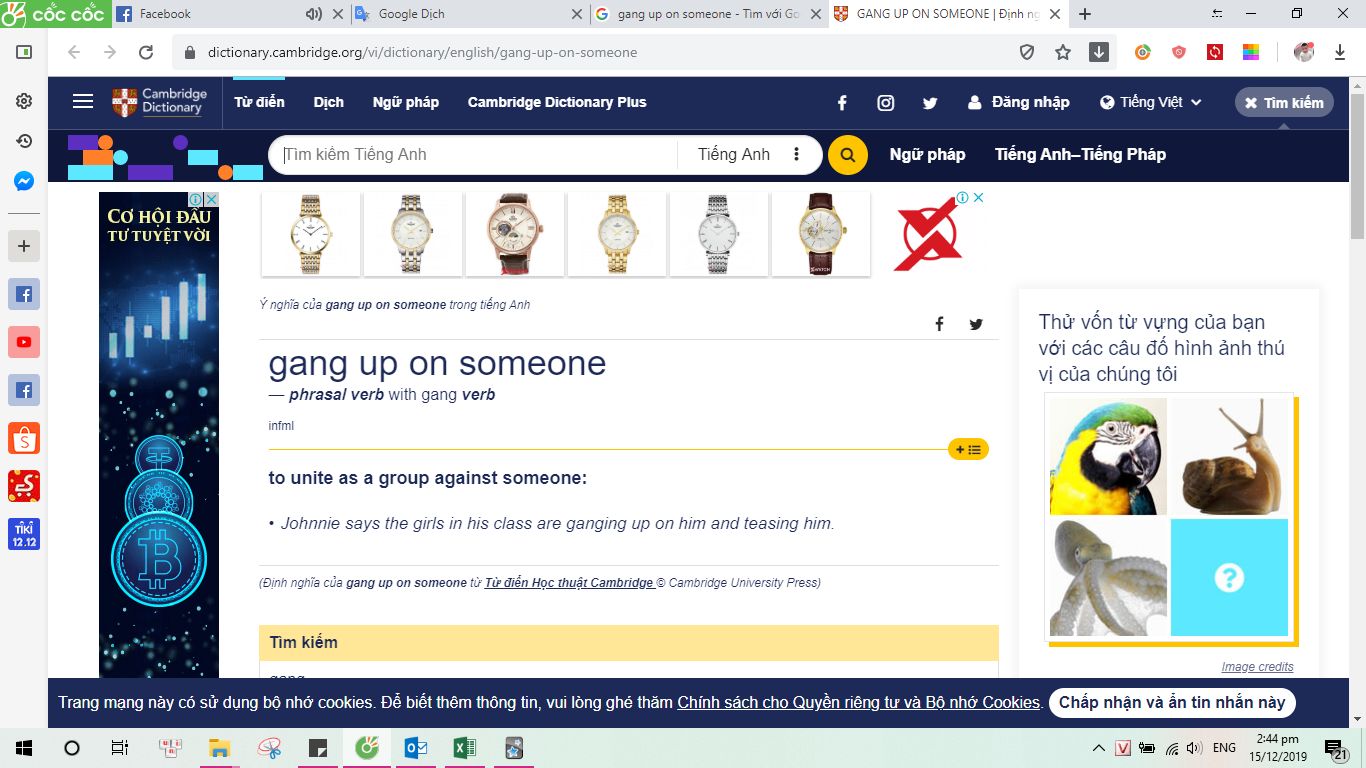 cốc cốc
Facebook
Google Dịch
gang up on someone - Tìm với Go
GANG UP ON SOMEONE | Định ng
dictionary.cambridge.org/vi/dictionary/english/gang-up-on-someone
Cambridge
Dictionary
Từ điển
Dịch
Ngữ pháp
Cambridge Dictionary Plus
Đăng nhập
Tiếng Việt
Tìm kiếm
Tìm kiếm Tiếng Anh
Tiếng Anh
Ngữ pháp
Tiếng Anh–Tiếng Pháp
CƠ HỘI ĐẦU
TƯ TUYỆT VỜI
Ý nghĩa của gang up on someone trong tiếng Anh
gang up on someone
— phrasal verb with gang verb
infml
to unite as a group against someone:
• Johnnie says the girls in his class are ganging up on him and teasing him.
(Định nghĩa của gang up on someone từ Từ điển Học thuật Cambridge © Cambridge University Press)
Tìm kiếm
gang
Thử vốn từ vựng của bạn
với các câu đố hình ảnh thú
vị của chúng tôi
?
Image credits
TiKi
12.12
Trang mạng này có sử dụng bộ nhớ cookies. Để biết thêm thông tin, vui lòng ghé thăm Chính sách cho Quyền riêng tư và Bộ nhớ Cookies.
Chấp nhận và ẩn tin nhắn này
ENG
2:44 pm
15/12/2019
21